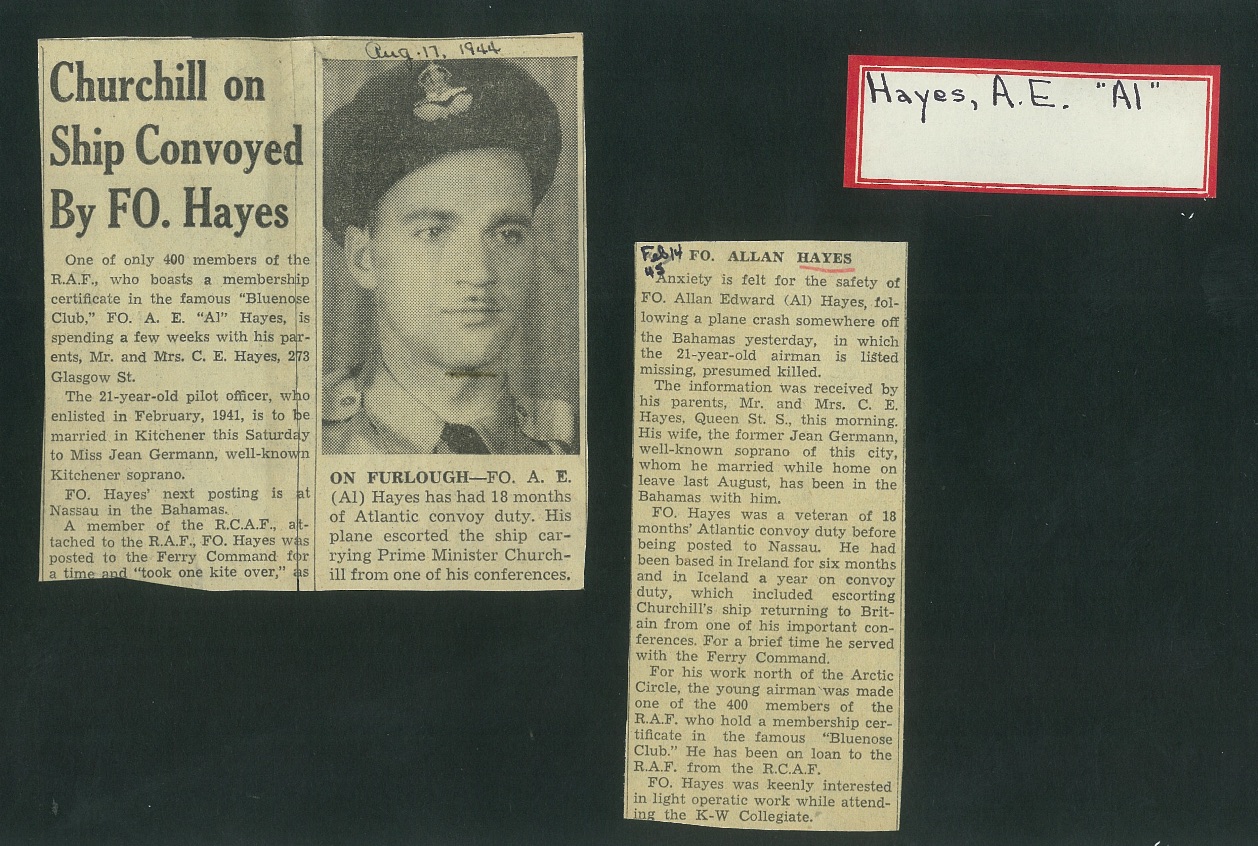 Aug. 17, 1944
Churchill on
Ship Convoyed
By FO. Hayes
One of only 400 members of the
R.A.F., who boasts a membership
certificate in the famous “Bluenose
Club,” FO. A. E. “Al” Hayes, is
spending a few weeks with his par-
ents, Mr. and Mrs. C. E. Hayes, 273
Glasgow St.
The 21-year-old pilot officer, who
enlisted in February, 1941, is to be
married in Kitchener this Saturday
to Miss Jean Germann, well-known
Kitchener soprano.
FO. Hayes’ next posting is at
Nassau in the Bahamas.
A member of the R.C.A.F., at-
tached to the R.A.F., FO. Hayes was
posted to the Ferry Command for
a time and “took one kite over,” as
ON FURLOUGH—FO. A. E.
(Al) Hayes has had 18 months
of Atlantic convoy duty. His
plane escorted the ship car-
rying Prime Minister Church-
ill from one of his conferences.
Hayes, A.E. "Al"
Feb 14
45
FO. ALLAN HAYES
Anxiety is felt for the safety of
FO. Allan Edward (Al) Hayes, fol-
lowing a plane crash somewhere off
the Bahamas yesterday, in which
the 21-year-old airman is listed
missing, presumed killed.
The information was received by
his parents, Mr. and Mrs. C. E.
Hayes, Queen St. S., this morning.
His wife, the former Jean Germann,
well-known soprano of this city,
whom he married while home on
leave last August, has been in the
Bahamas with him.
FO. Hayes was a veteran of 18
months’ Atlantic convoy duty before
being posted to Nassau. He had
been based in Ireland for six months
and in Iceland a year on convoy
duty, which included escorting
Churchill’s ship returning to Brit-
ain from one of his important con-
ferences. For a brief time he served
with the Ferry Command.
For his work north of the Arctic
Circle, the young airman was made
one of the 400 members of the
R.A.F. who hold a membership cer-
tificate in the famous “Bluenose
Club.” He has been on loan to the
R.A.F. from the R.C.A.F.
FO. Hayes was keenly interested
in light operatic work while attend-
ing the K-W Collegiate.